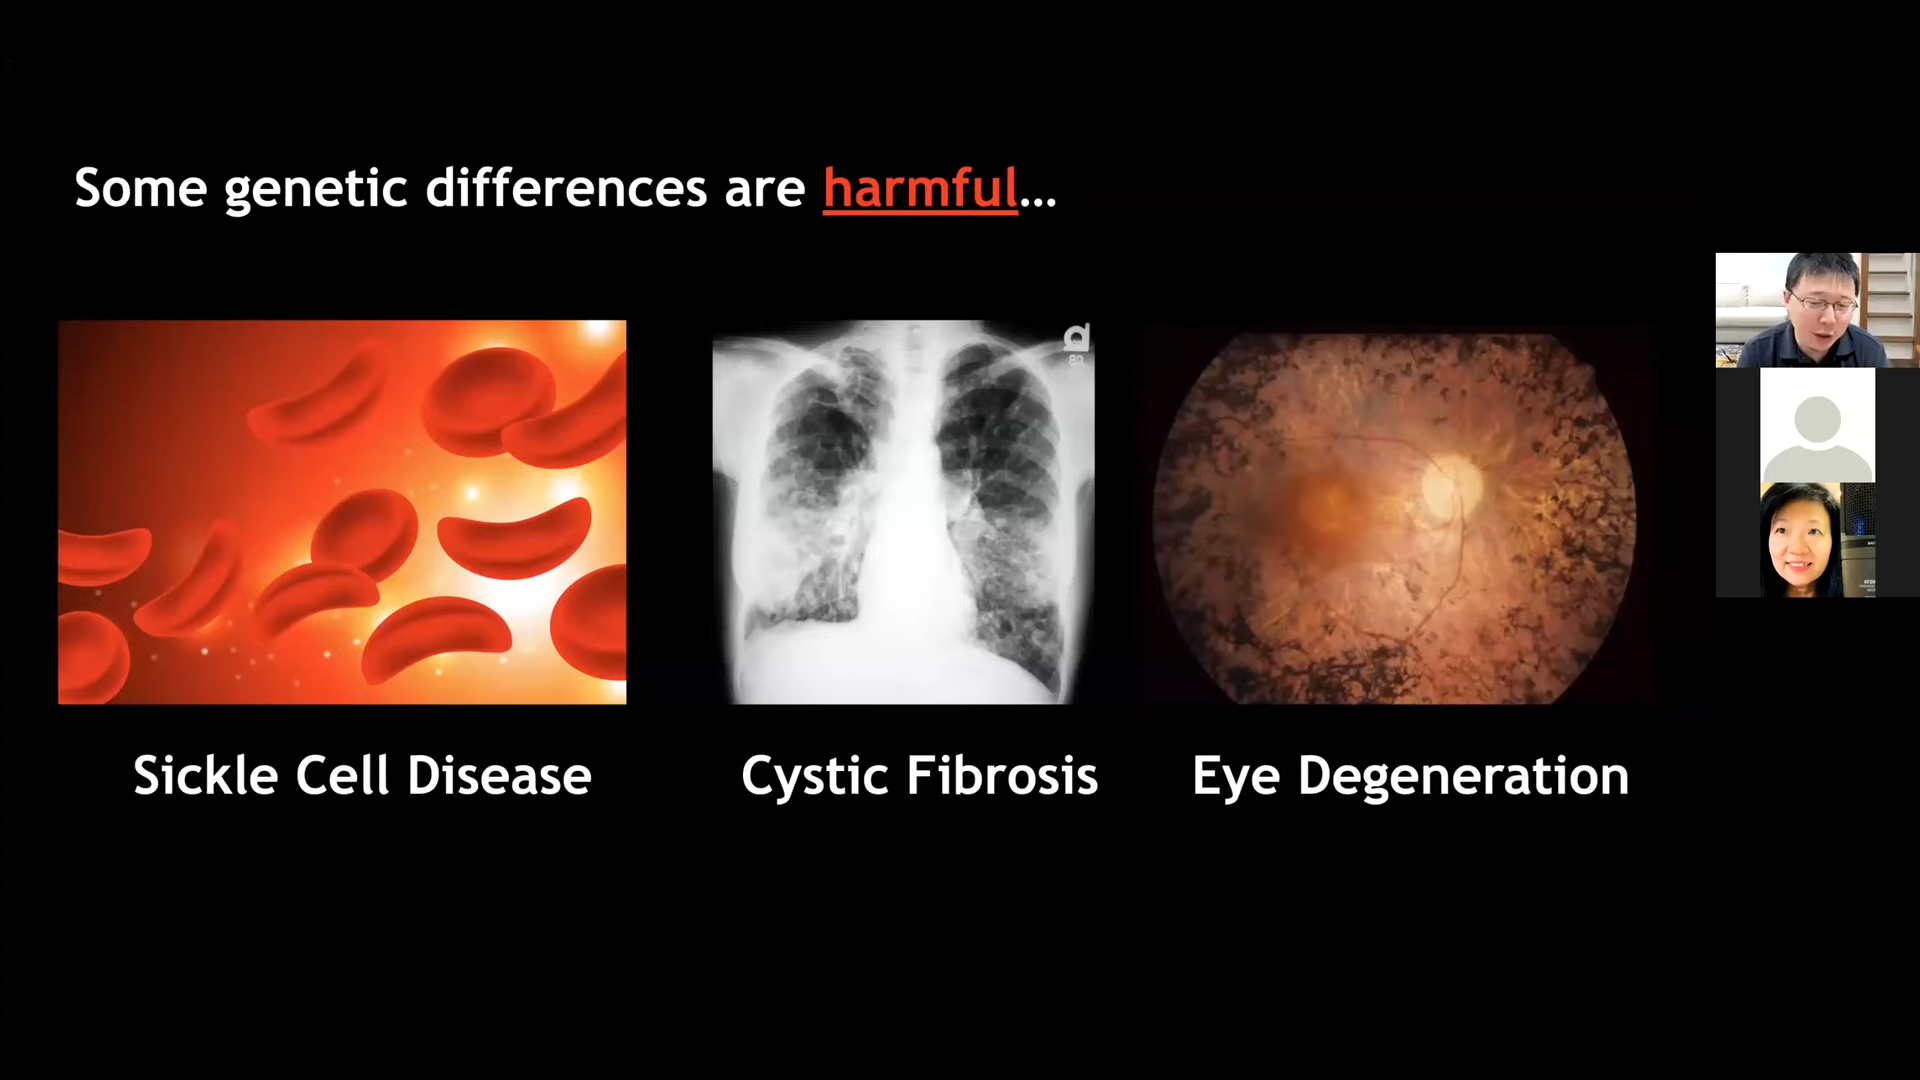 Some genetic differences are harmful...
Sickle Cell Disease
Cystic Fibrosis
Eye Degeneration